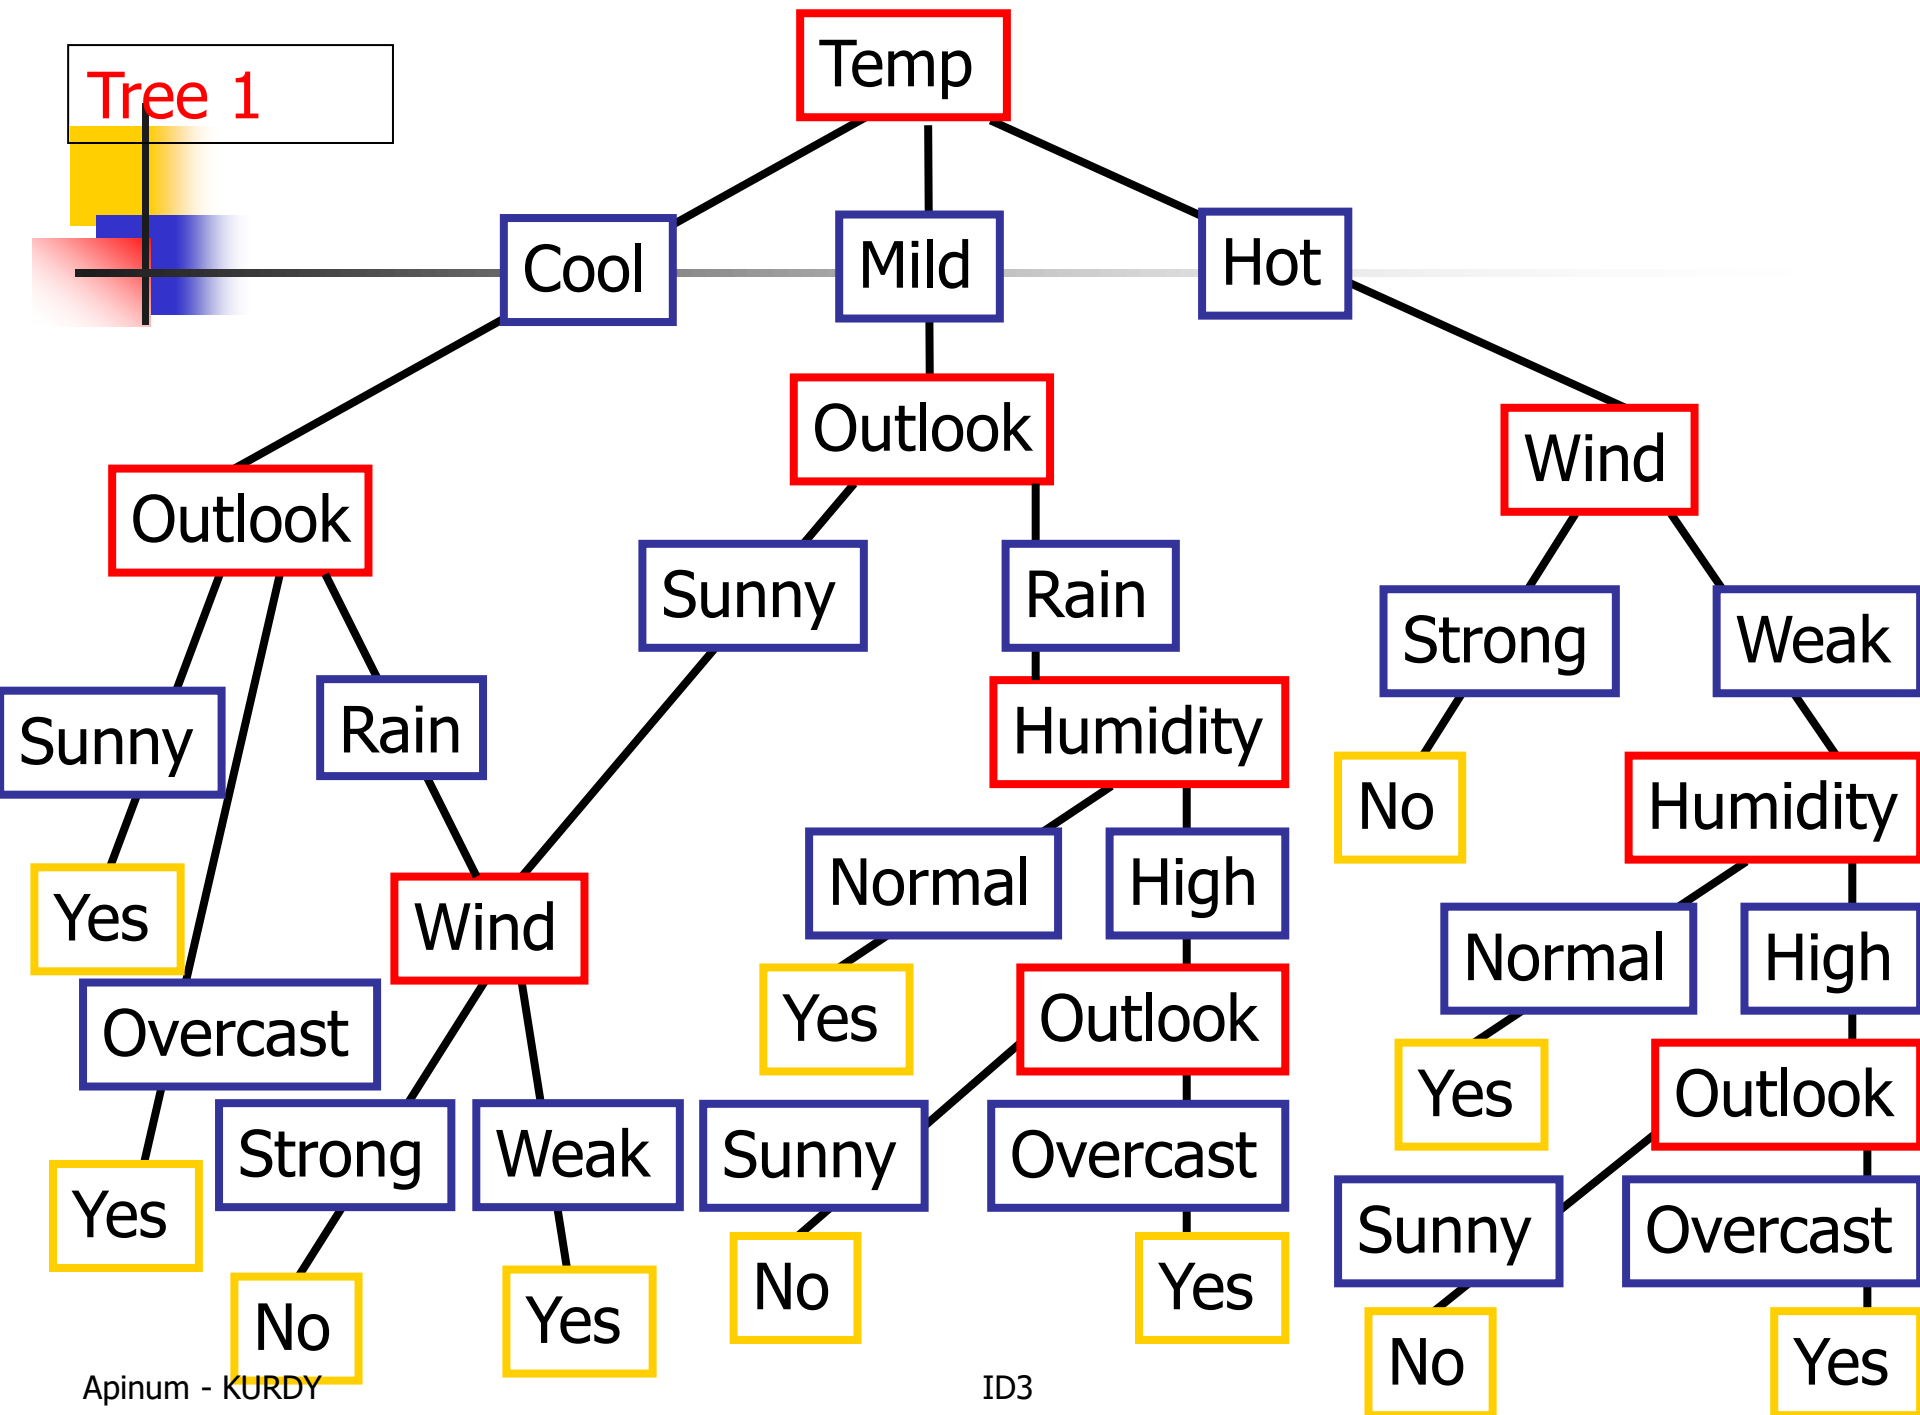 Tree 1
Temp
Cool Mild Hot
Outlook
Wind
Outlook
Sunny Rain
Strong Weak
Sunny Rain
Humidity
No Humidity
Yes Wind
Normal High
Normal High
Overcast
Yes Outlook
Yes Outlook
Strong Weak Sunny Overcast
Yes
Sunny Overcast
No Yes
No Yes
No Yes
Apinum - KURDY ID3